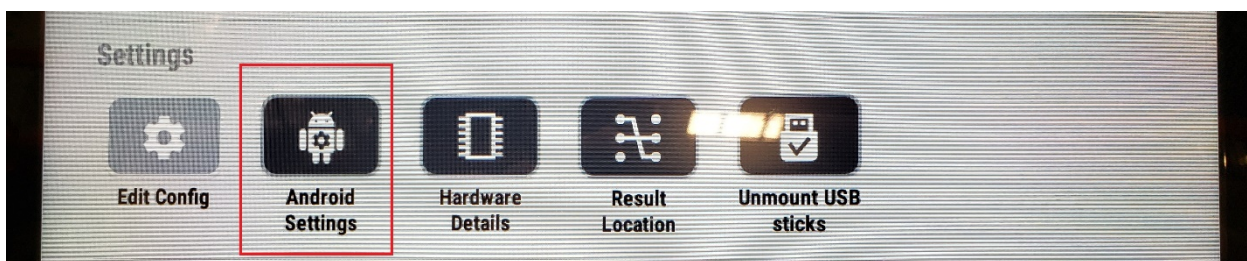 Settings
Edit Config
Android
Settings
Hardware
Details
Result
Location
Unmount USB
sticks